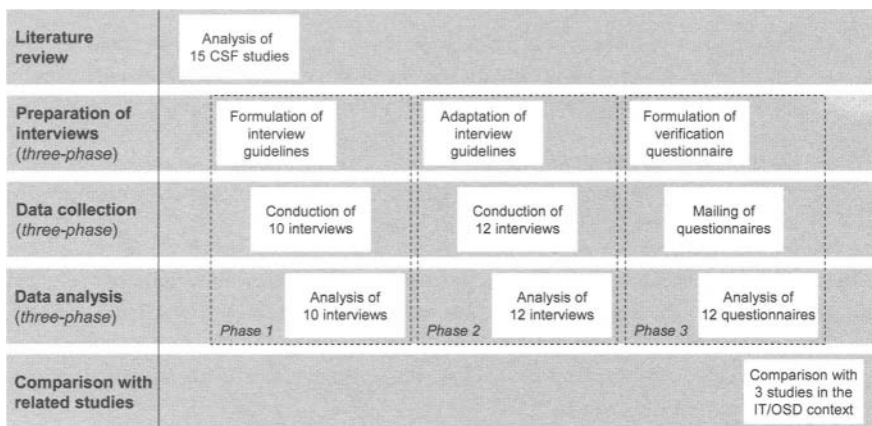 Literature
review
Analysis of
15 CSF studies
Preparation of
interviews
(three-phase)
Formulation of
interview
guidelines
Adaptation of
interview
guidelines
Formulation of
verification
questionnaire
Data collection
(three-phase)
Conduction of
10 interviews
Conduction of
12 interviews
Mailing of
questionnaires
Data analysis
(three-phase)
Phase 1
Analysis of
10 interviews
Phase 2
Analysis of
12 interviews
Phase 3
Analysis of
12 questionnaires
Comparison with
related studies
Comparison with
3 studies in the
IT/OSD context